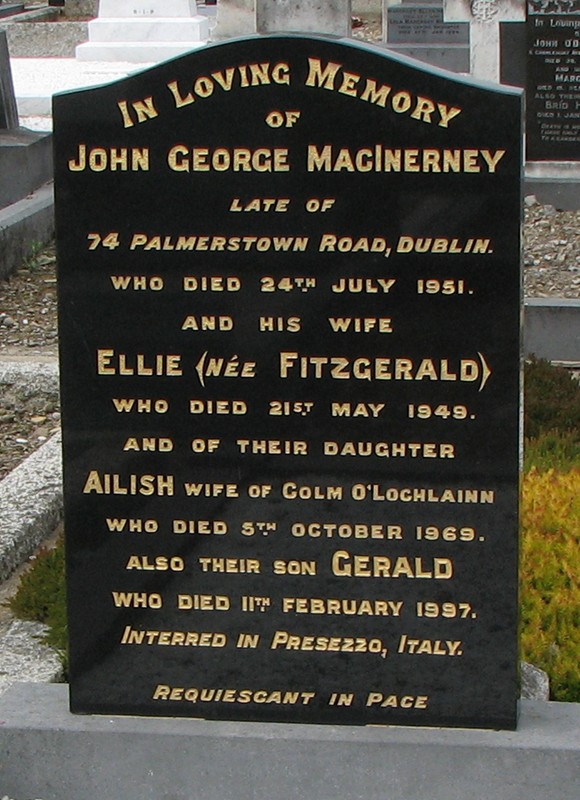 In Loving Memory
of
John George MacInerney
late of
74 Palmerstown Road, Dublin.
who died 24TH July 1951.
and his wife
Ellie (née Fitzgerald)
who died 21ST May 1949.
and of their daughter
Ailish wife of Colm O'Lochlainn
who died 5TH October 1969.
also their son Gerald
who died 11TH February 1997.
Interred in Presezzo, Italy.
Requiescant in Pace
In Loving
John O'D